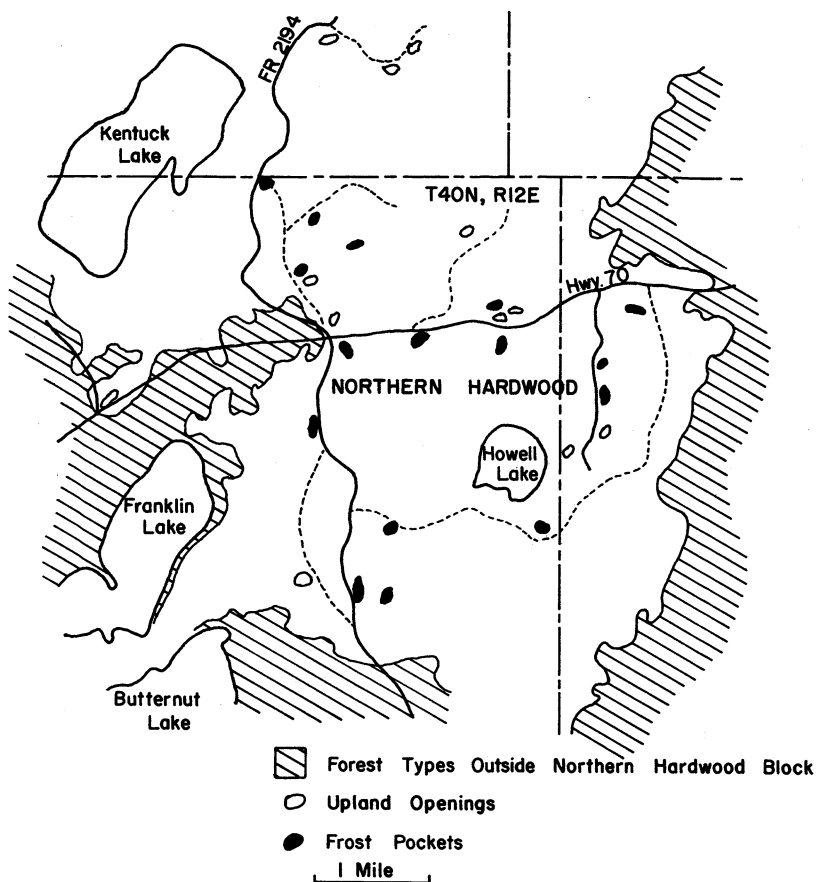 FR 2194
Kentuck
Lake
T40N, R12E
Hwy. 70
NORTHERN HARDWOOD
Howell
Lake
Franklin
Lake
Butternut
Lake
Forest Types Outside Northern Hardwood Block
Upland Openings
Frost Pockets
1 Mile